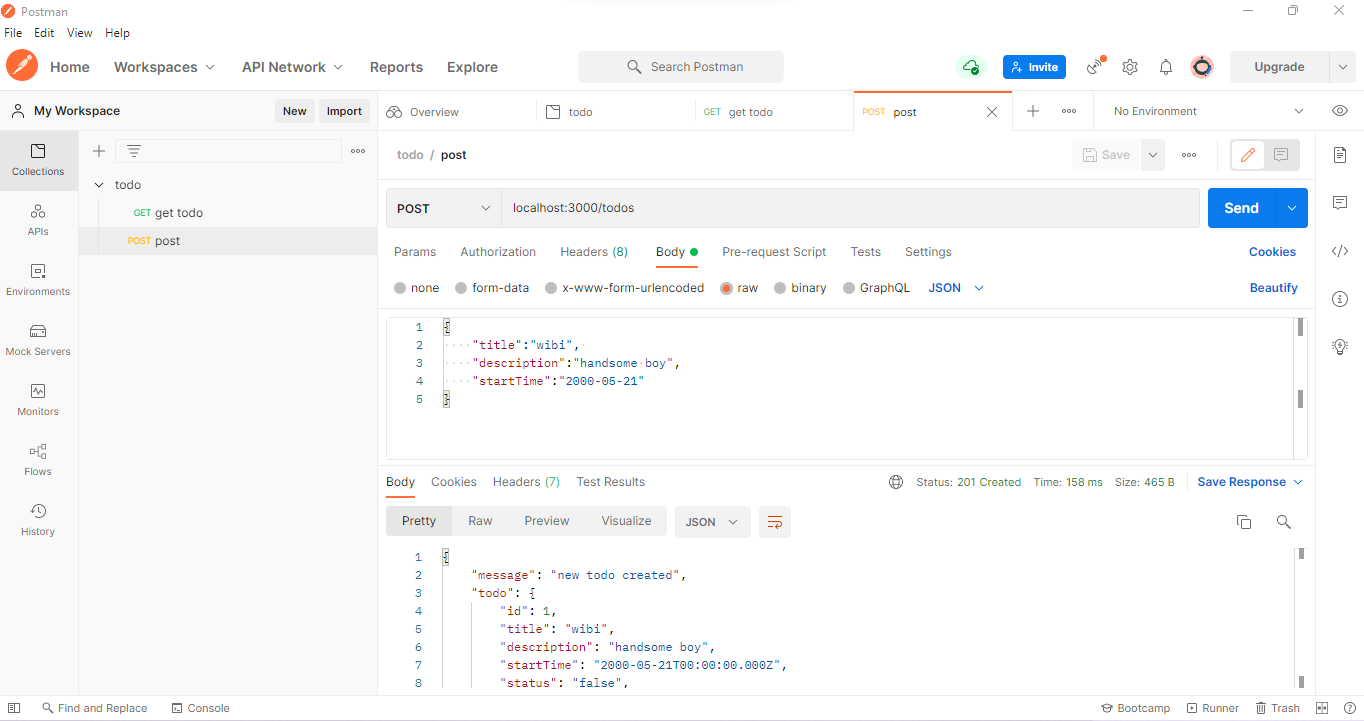 Postman
File Edit View Help
Home Workspaces API Network Reports Explore Search Postman Invite Upgrade
My Workspace New Import Overview todo GET get todo POST post No Environment
Collections
APIs
Environments
Mock Servers
Monitors
Flows
History
todo
GET get todo
POST post
todo / post Save
POST localhost:3000/todos Send
Params Authorization Headers (8) Body Pre-request Script Tests Settings Cookies
none form-data x-www-form-urlencoded raw binary GraphQL JSON Beautify
1 {
2 "title":"wibi",
3 "description":"handsome boy",
4 "startTime":"2000-05-21"
5 }
Body Cookies Headers (7) Test Results Status: 201 Created Time: 158 ms Size: 465 B Save Response
Pretty Raw Preview Visualize JSON
1 {
2 "message": "new todo created",
3 "todo": {
4 "id": 1,
5 "title": "wibi",
6 "description": "handsome boy",
7 "startTime": "2000-05-21T00:00:00.000Z",
8 "status": "false",
Find and Replace Console Bootcamp Runner Trash